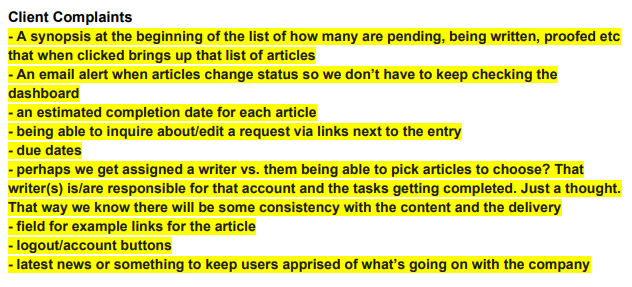 Client Complaints
- A synopsis at the beginning of the list of how many are pending, being written, proofed etc
that when clicked brings up that list of articles
- An email alert when articles change status so we don't have to keep checking the
dashboard
- an estimated completion date for each article
- being able to inquire about/edit a request via links next to the entry
- due dates
- perhaps we get assigned a writer vs. them being able to pick articles to choose? That
writer(s) is/are responsible for that account and the tasks getting completed. Just a thought.
That way we know there will be some consistency with the content and the delivery
- field for example links for the article
- logout/account buttons
- latest news or something to keep users apprised of what's going on with the company